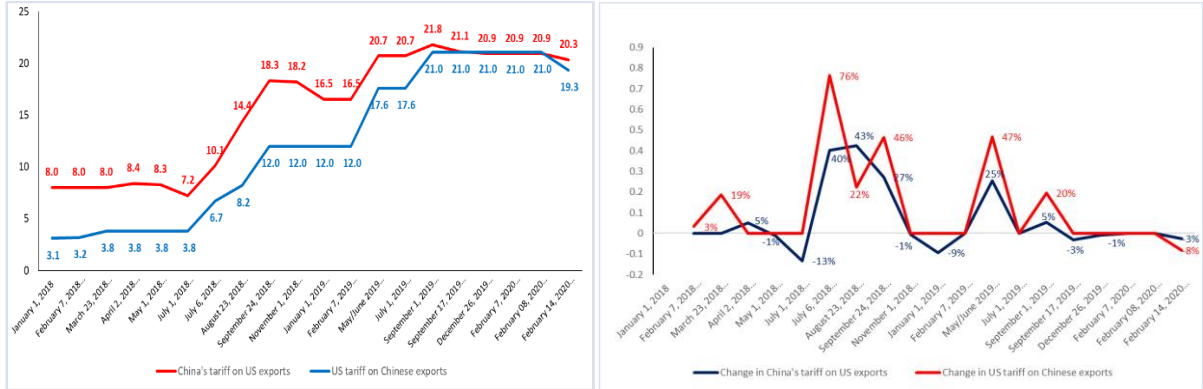 25
20
15
10
5
0
8.0
8.0
8.0
8.4
8.3
7.2
10.1
14.4
18.3
18.2
16.5
16.5
20.7
20.7
21.8
21.1
20.9
20.9
20.9
20.3
3.1
3.2
3.8
3.8
3.8
3.8
6.7
8.2
12.0
12.0
12.0
12.0
17.6
17.6
21.0
21.0
21.0
21.0
21.0
19.3
January 1, 2018
February 7, 2018...
March 23, 2018...
April 2, 2018...
May 1, 2018...
July 1, 2018...
July 6, 2018...
August 23, 2018...
September 24, 2018...
November 1, 2018...
January 1, 2019...
February 7, 2019...
May/June 2019...
July 1, 2019...
September 1, 2019...
September 17, 2019...
December 26, 2019...
February 7, 2020...
February 08, 2020...
February 14, 2020...
China's tariff on US exports
US tariff on Chinese exports
0.9
0.8
0.7
0.6
0.5
0.4
0.3
0.2
0.1
0
-0.1
-0.2
3%
19%
5%
-1%
-13%
76%
40%
43%
22%
46%
27%
-1%
-9%
47%
25%
20%
5%
-3%
-1%
-3%
-8%
January 1, 2018
February 7, 2018...
March 23, 2018...
April 2, 2018...
May 1, 2018...
July 1, 2018...
July 6, 2018...
August 23, 2018...
September 24, 2018...
November 1, 2018...
January 1, 2019...
February 7, 2019...
May/June 2019...
July 1, 2019...
September 1, 2019...
September 17, 2019...
December 26, 2019...
February 7, 2020...
February 08, 2020...
February 14, 2020...
Change in China's tariff on US exports
Change in US tariff on Chinese exports